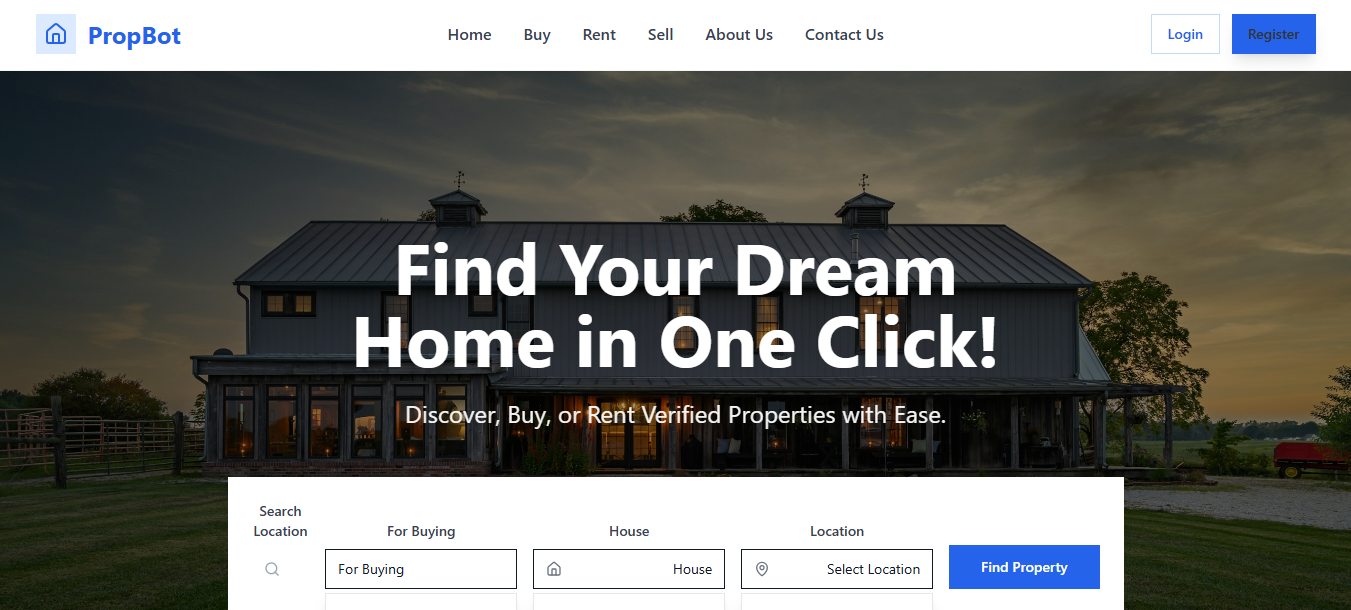 PropBot
Home
Buy
Rent
Sell
About Us
Contact Us
Login
Register
Find Your Dream
Home in One Click!
Discover, Buy, or Rent Verified Properties with Ease.
Search
Location
For Buying
House
Location
For Buying
House
Select Location
Find Property